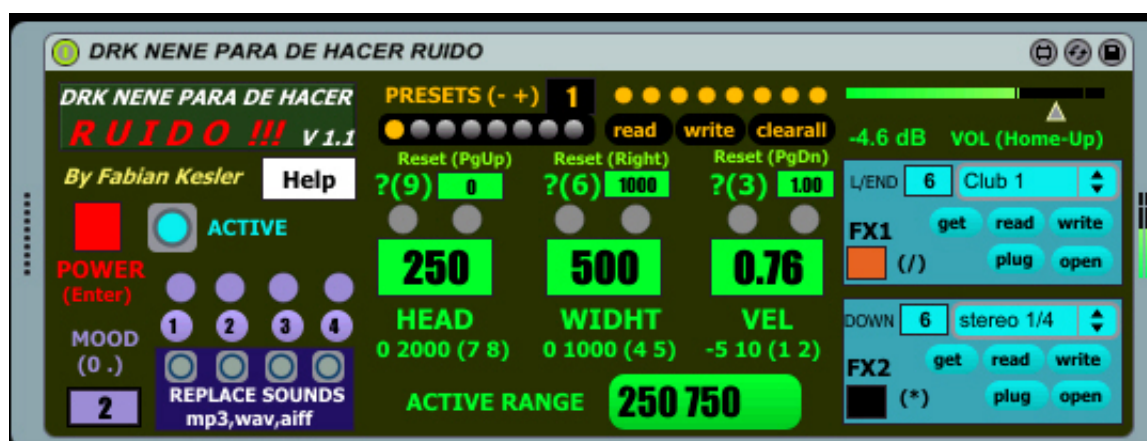 DRK NENE PARA DE HACER RUIDO
DRK NENE PARA DE HACER
RUIDO !!! V 1.1
By Fabian Kesler
Help
POWER
(Enter)
ACTIVE
MOOD
(0 .)
2
1 2 3 4
REPLACE SOUNDS
mp3,wav,aiff
PRESETS (- +) 1
read write clearall
Reset (PgUp) Reset (Right) Reset (PgDn)
?(9) 0 ?(6) 1000 ?(3) 1.00
250 500 0.76
HEAD WIDHT VEL
0 2000 (7 8) 0 1000 (4 5) -5 10 (1 2)
ACTIVE RANGE 250 750
-4.6 dB VOL (Home-Up)
L/END 6 Club 1
get read write
FX1
(/) plug open
DOWN 6 stereo 1/4
get read write
FX2
(*) plug open